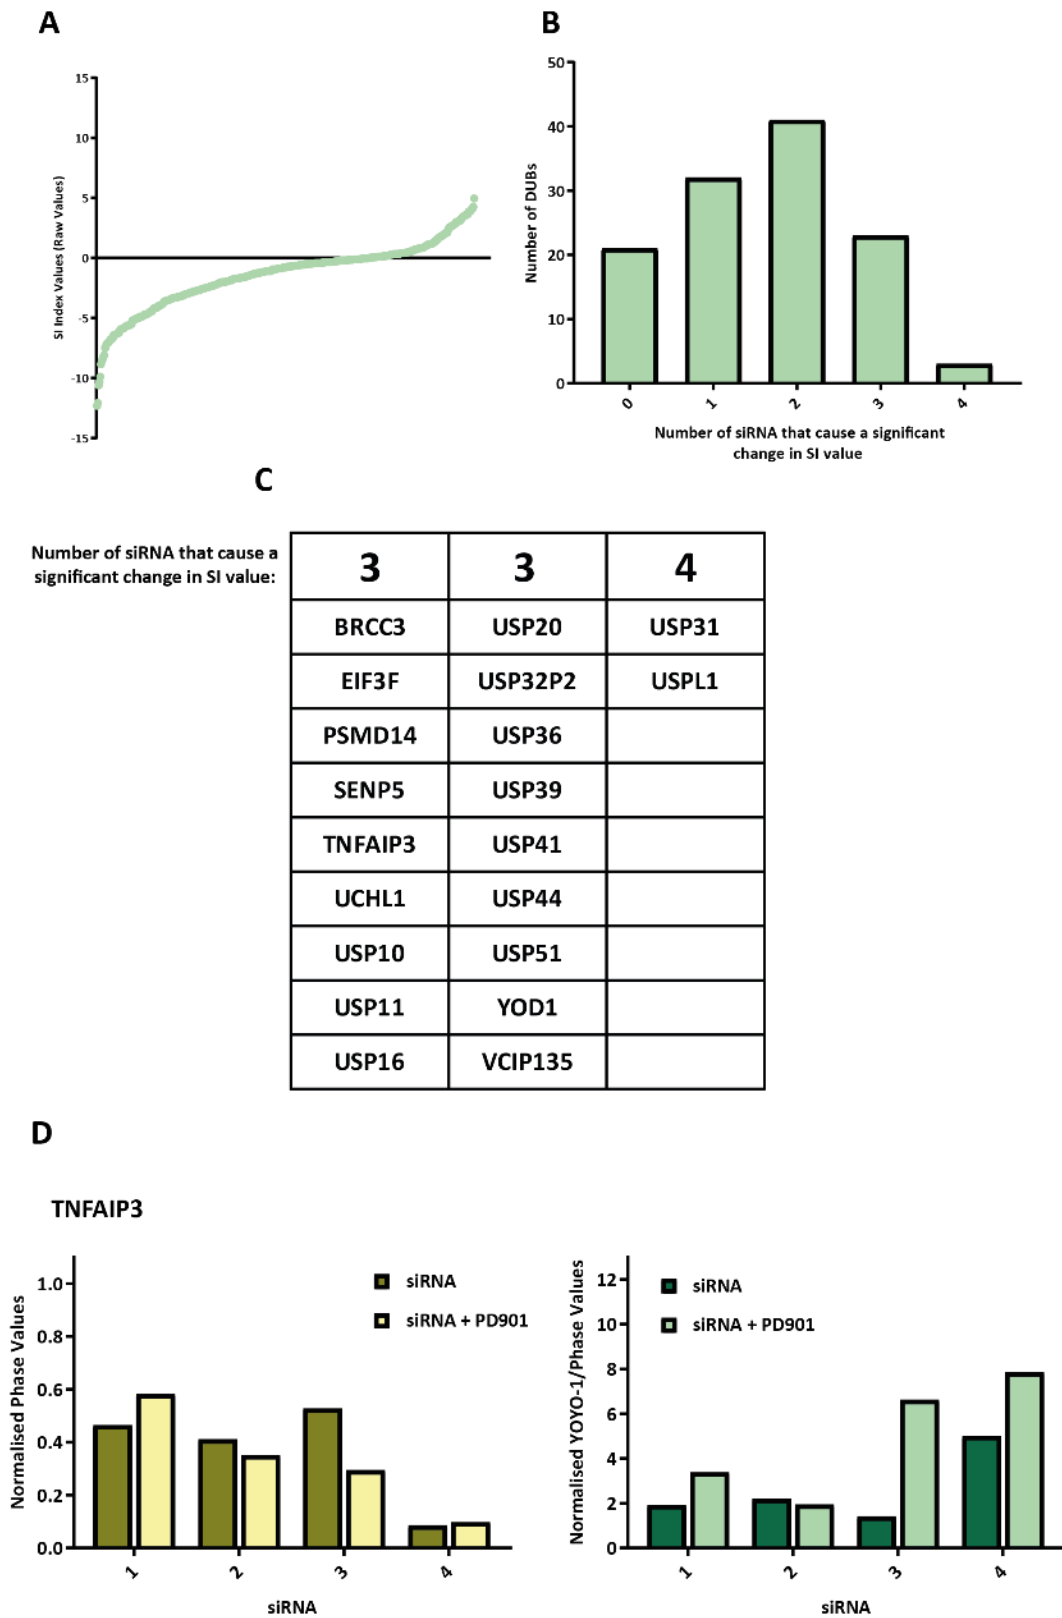 A
B
15
10
5
0
-5
-10
-15
SI Index Values (Raw Values)
50
40
30
20
10
0
Number of DUBs
0 1 2 3 4
Number of siRNA that cause a significant
change in SI value
C
Number of siRNA that cause a
significant change in SI value:
3 3 4
BRCC3 USP20 USP31
EIF3F USP32P2 USPL1
PSMD14 USP36
SENP5 USP39
TNFAIP3 USP41
UCHL1 USP44
USP10 USP51
USP11 YOD1
USP16 VCIP135
D
TNFAIP3
Normalised Phase Values
1.0
0.8
0.6
0.4
0.2
0.0
siRNA
siRNA + PD901
1 2 3 4
siRNA
Normalised YOYO-1/Phase Values
12
10
8
6
4
2
0
siRNA
siRNA + PD901
1 2 3 4
siRNA